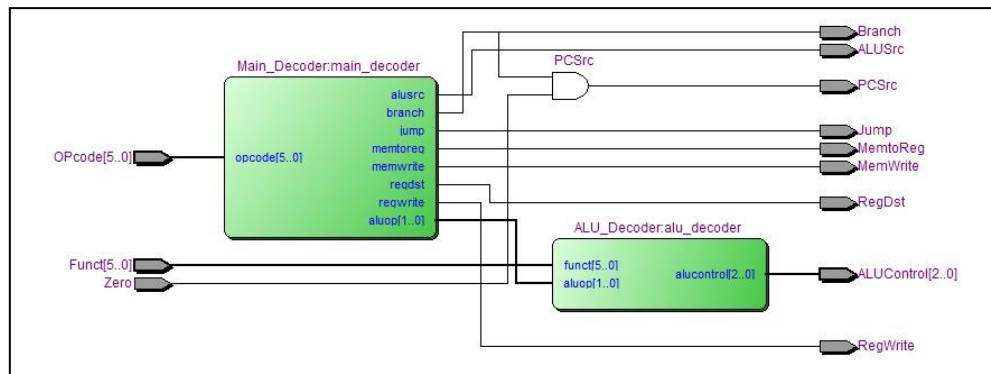 Branch
ALUSrc
Main_Decoder:main_decoder
PCSrc
alusrc
branch
PCSrc
jump
Jump
OPcode[5..0]
opcode[5..0]
memtoreg
MemtoReg
memwrite
MemWrite
regdst
RegDst
regwrite
aluop[1..0]
ALU_Decoder:alu_decoder
Funct[5..0]
funct[5..0]
alucontrol[2..0]
ALUControl[2..0]
Zero
aluop[1..0]
RegWrite